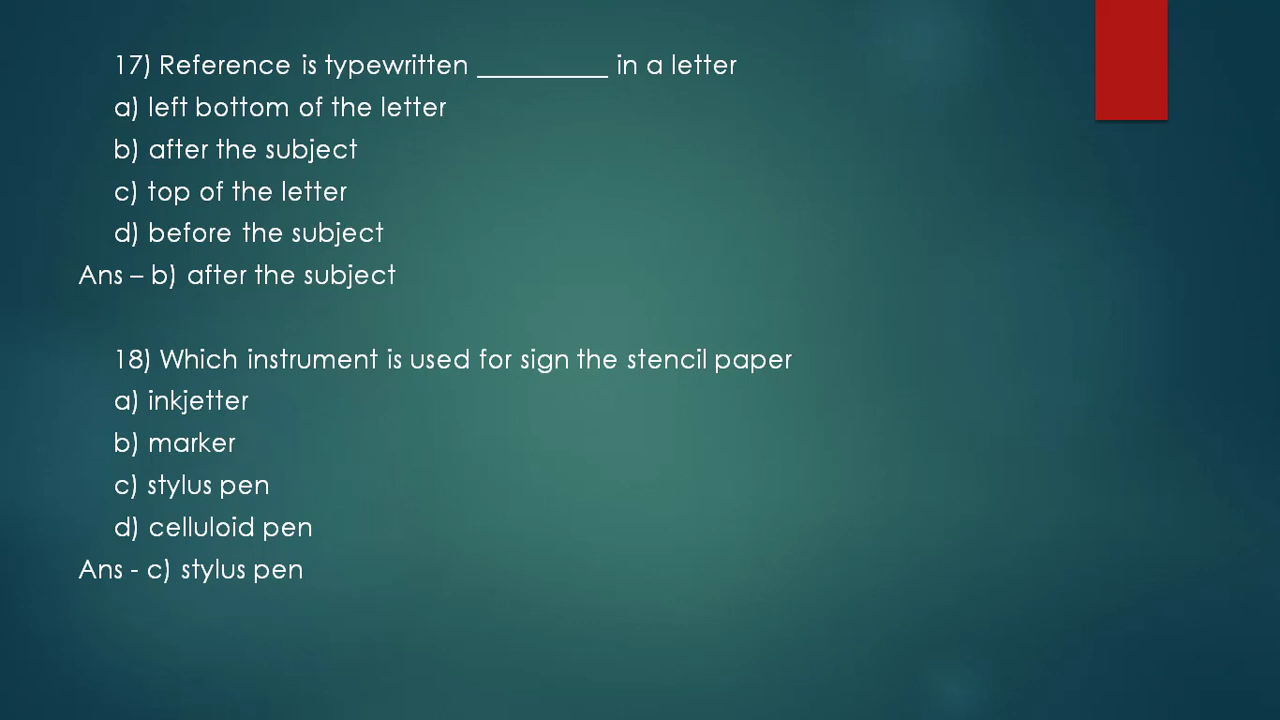 17) Reference is typewritten __________ in a letter
a) left bottom of the letter
b) after the subject
c) top of the letter
d) before the subject
Ans – b) after the subject
18) Which instrument is used for sign the stencil paper
a) inkjetter
b) marker
c) stylus pen
d) celluloid pen
Ans - c) stylus pen